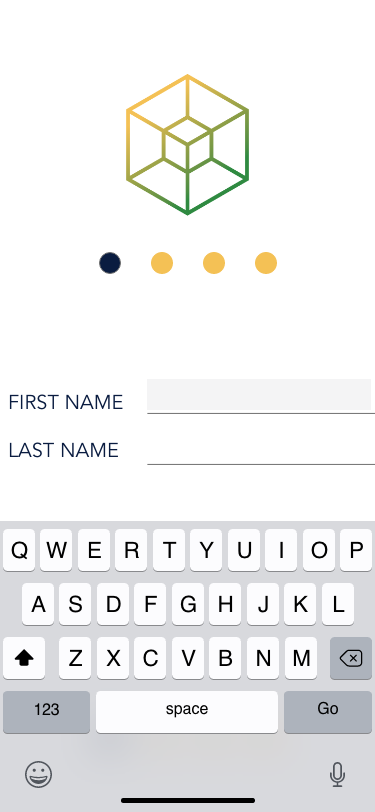 FIRST NAME
LAST NAME
Q W E R T Y U I O P
A S D F G H J K L
Z X C V B N M
123 space Go